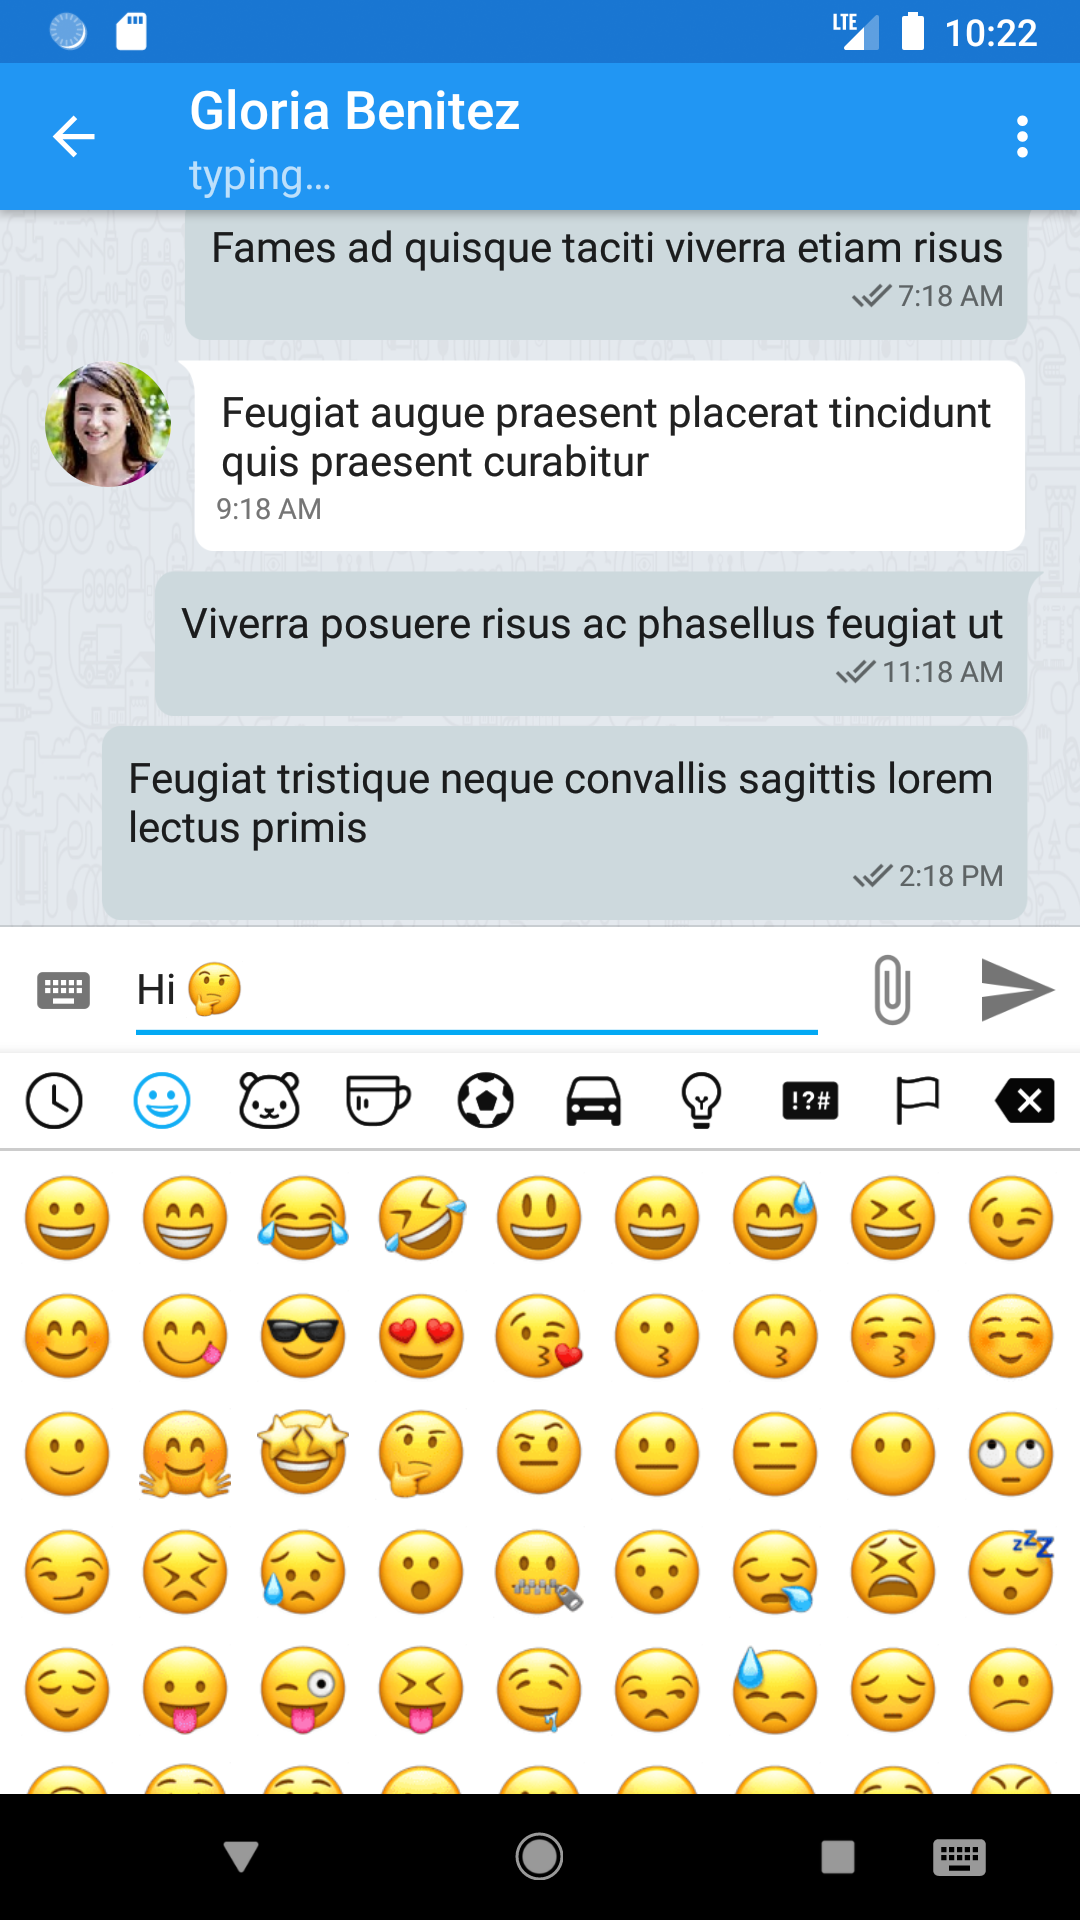 LTE 10:22
Gloria Benitez
typing...
Fames ad quisque taciti viverra etiam risus
7:18 AM
Feugiat augue praesent placerat tincidunt
quis praesent curabitur
9:18 AM
Viverra posuere risus ac phasellus feugiat ut
11:18 AM
Feugiat tristique neque convallis sagittis lorem
lectus primis
2:18 PM
Hi 🤔
!?#